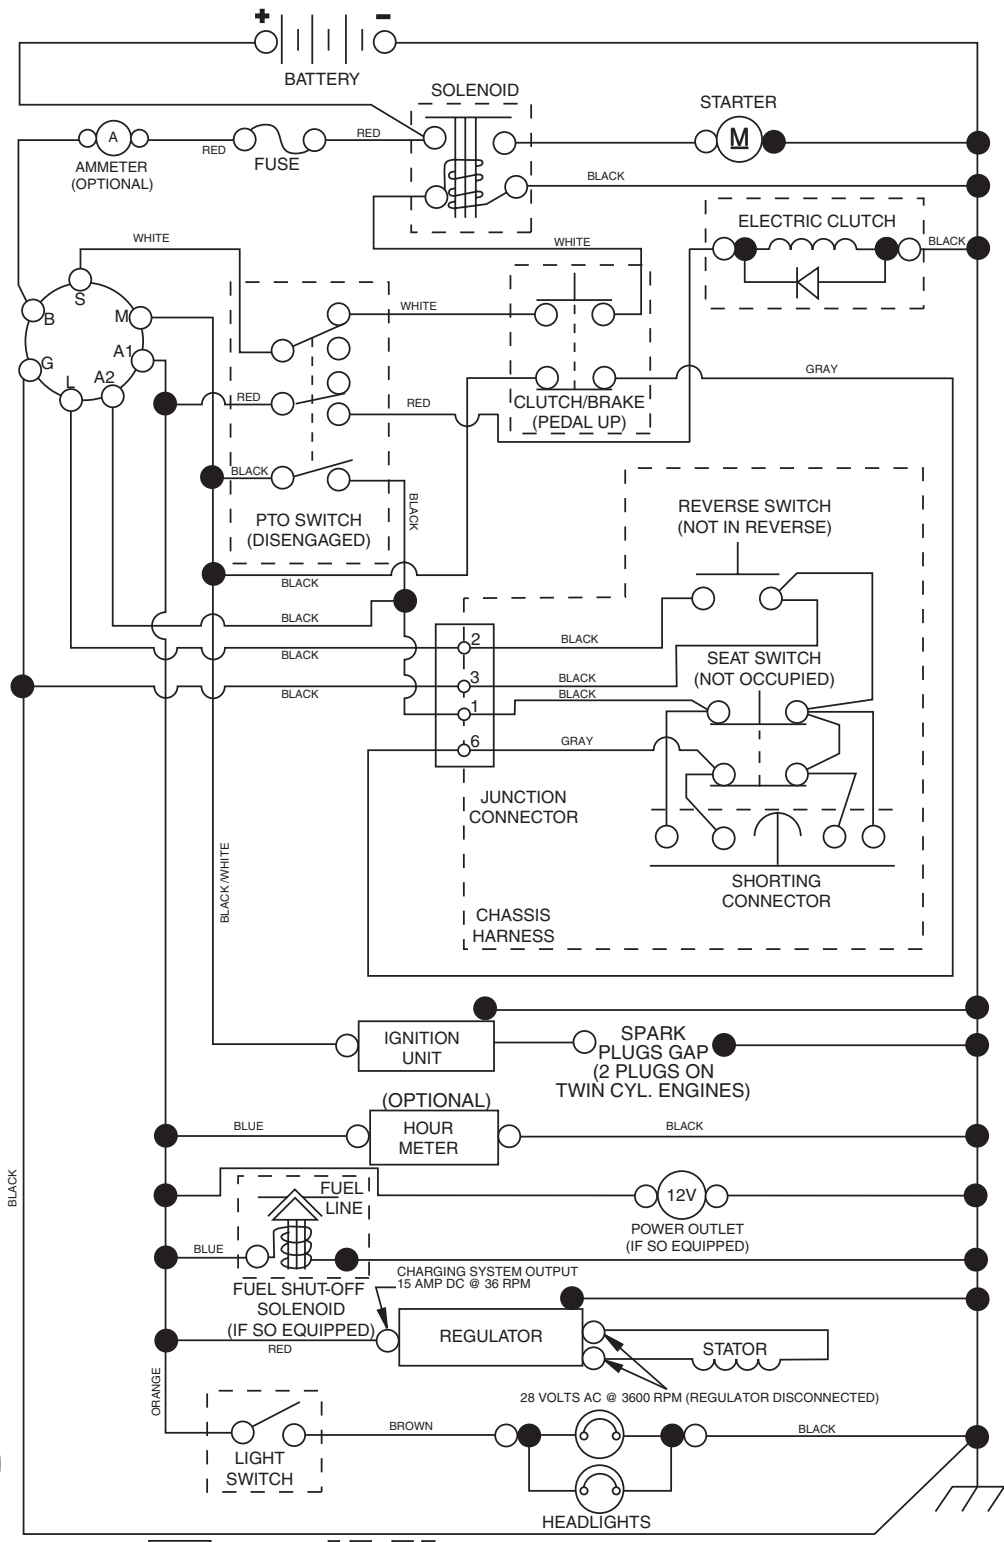 + −
BATTERY
SOLENOID
STARTER
A
RED
FUSE
RED
M
AMMETER
(OPTIONAL)
BLACK
ELECTRIC CLUTCH
BLACK
WHITE
WHITE
S
B
M
WHITE
G
A1
L
A2
GRAY
RED
RED
CLUTCH/BRAKE
(PEDAL UP)
BLACK
BLACK
PTO SWITCH
(DISENGAGED)
REVERSE SWITCH
(NOT IN REVERSE)
BLACK
BLACK
2
BLACK
BLACK
SEAT SWITCH
(NOT OCCUPIED)
3
BLACK
BLACK
BLACK
1
6
GRAY
JUNCTION
CONNECTOR
BLACK/WHITE
SHORTING
CONNECTOR
CHASSIS
HARNESS
IGNITION
UNIT
SPARK
PLUGS GAP
(2 PLUGS ON
TWIN CYL. ENGINES)
(OPTIONAL)
HOUR
METER
BLUE
BLACK
BLACK
FUEL
LINE
12V
POWER OUTLET
(IF SO EQUIPPED)
BLUE
FUEL SHUT-OFF
SOLENOID
(IF SO EQUIPPED)
CHARGING SYSTEM OUTPUT
15 AMP DC @ 36 RPM
RED
REGULATOR
STATOR
28 VOLTS AC @ 3600 RPM (REGULATOR DISCONNECTED)
ORANGE
BROWN
BLACK
LIGHT
SWITCH
HEADLIGHTS